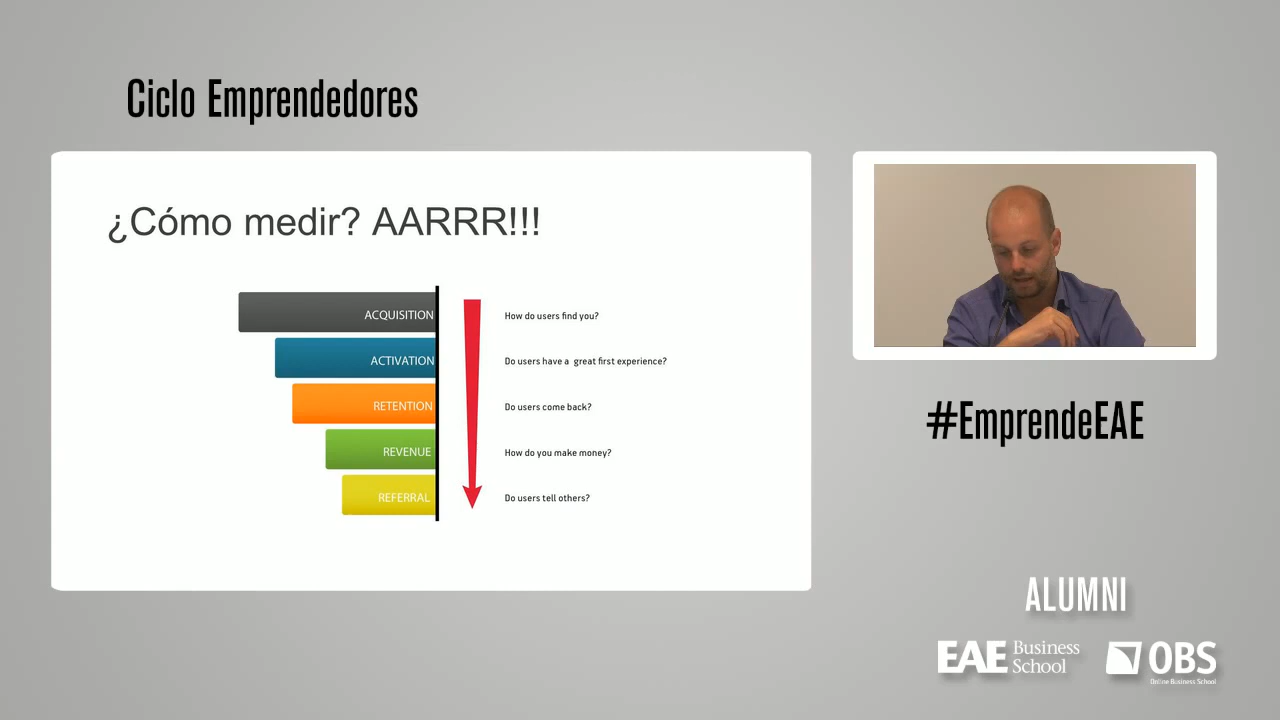 Ciclo Emprendedores
¿Cómo medir? AARRR!!!
ACQUISITION
How do users find you?
ACTIVATION
Do users have a great first experience?
RETENTION
Do users come back?
REVENUE
How do you make money?
REFERRAL
Do users tell others?
#EmprendeEAE
ALUMNI
EAE Business School
OBS
Online Business School